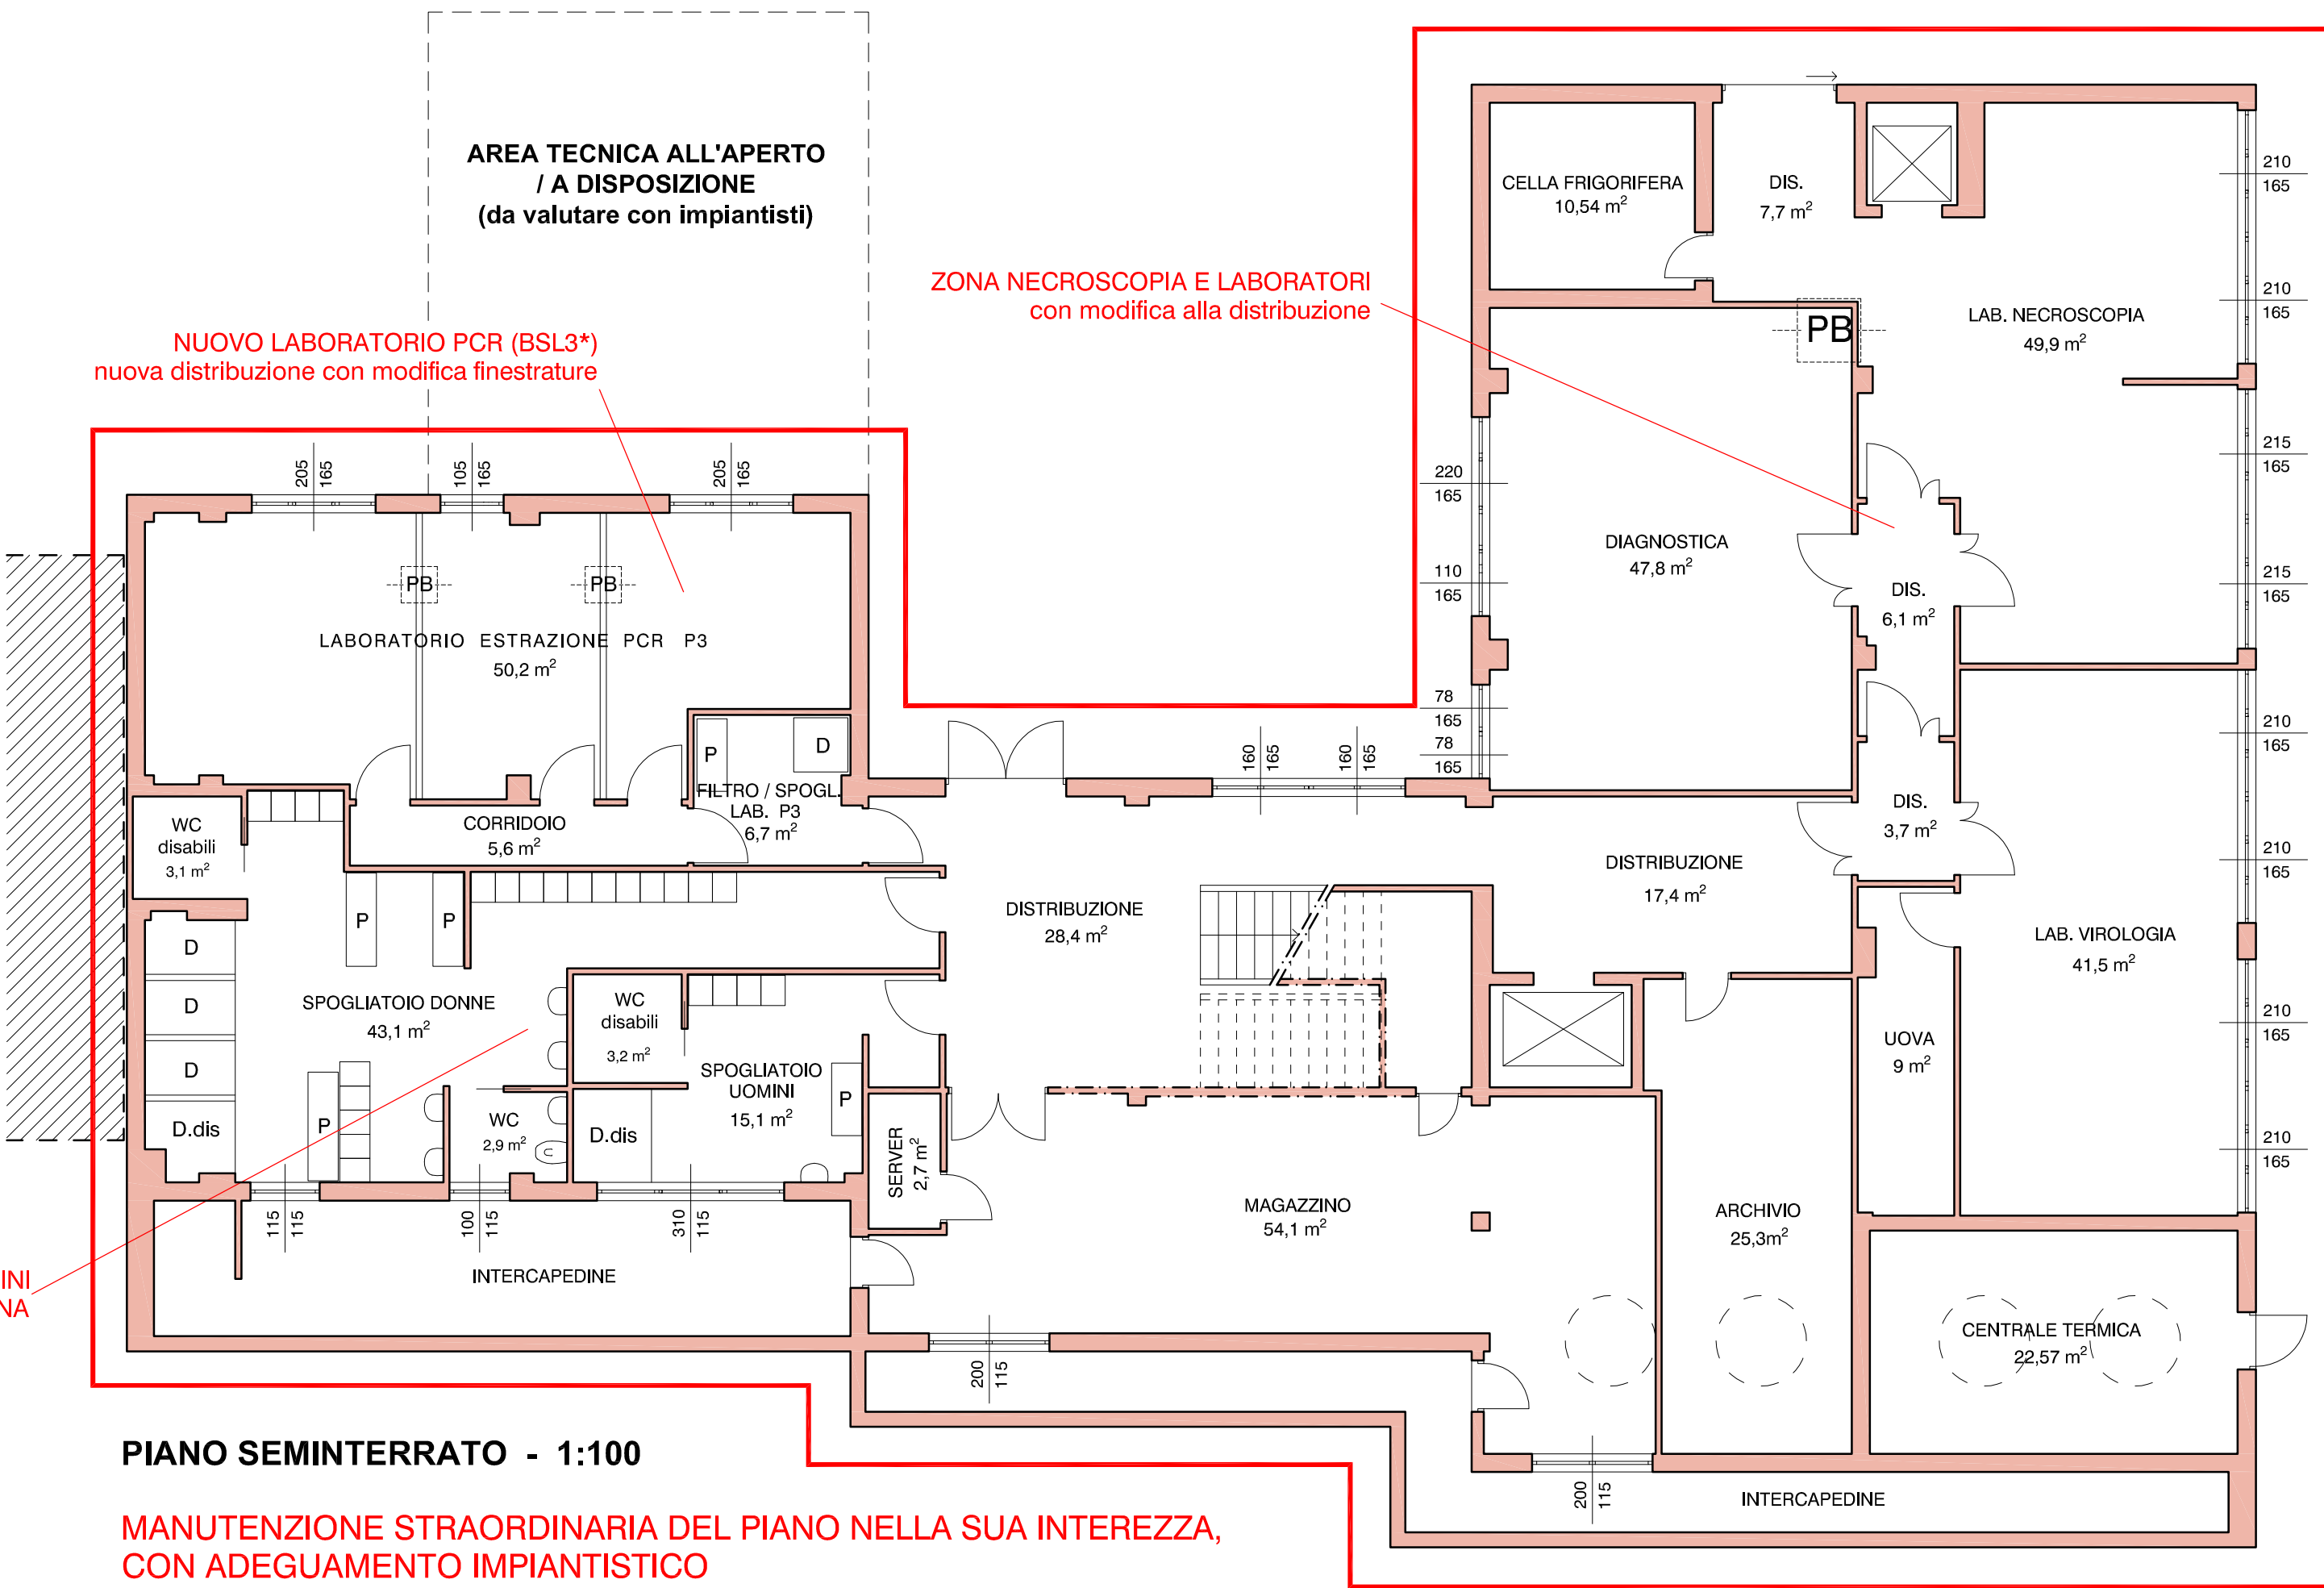 AREA TECNICA ALL'APERTO
/ A DISPOSIZIONE
(da valutare con impiantisti)
NUOVO LABORATORIO PCR (BSL3*)
nuova distribuzione con modifica finestrature
ZONA NECROSCOPIA E LABORATORI
con modifica alla distribuzione
CELLA FRIGORIFERA
10,54 m²
DIS.
7,7 m²
LAB. NECROSCOPIA
49,9 m²
PB
210
165
210
165
215
165
215
165
210
165
210
165
210
165
210
165
220
165
110
165
78
165
78
165
DIAGNOSTICA
47,8 m²
DIS.
6,1 m²
DIS.
3,7 m²
205
165
105
165
205
165
PB
PB
LABORATORIO ESTRAZIONE PCR P3
50,2 m²
P
D
FILTRO / SPOGL.
LAB. P3
6,7 m²
CORRIDOIO
5,6 m²
WC
disabili
3,1 m²
160
165
160
165
DISTRIBUZIONE
28,4 m²
DISTRIBUZIONE
17,4 m²
LAB. VIROLOGIA
41,5 m²
UOVA
9 m²
P
P
D
D
D
D.dis
P
SPOGLIATOIO DONNE
43,1 m²
WC
disabili
3,2 m²
SPOGLIATOIO
UOMINI
15,1 m²
P
WC
2,9 m²
D.dis
SERVER
2,7 m²
MAGAZZINO
54,1 m²
ARCHIVIO
25,3m²
CENTRALE TERMICA
22,57 m²
115
115
100
115
310
115
INTERCAPEDINE
INI
NA
200
115
200
115
INTERCAPEDINE
PIANO SEMINTERRATO - 1:100
MANUTENZIONE STRAORDINARIA DEL PIANO NELLA SUA INTEREZZA,
CON ADEGUAMENTO IMPIANTISTICO